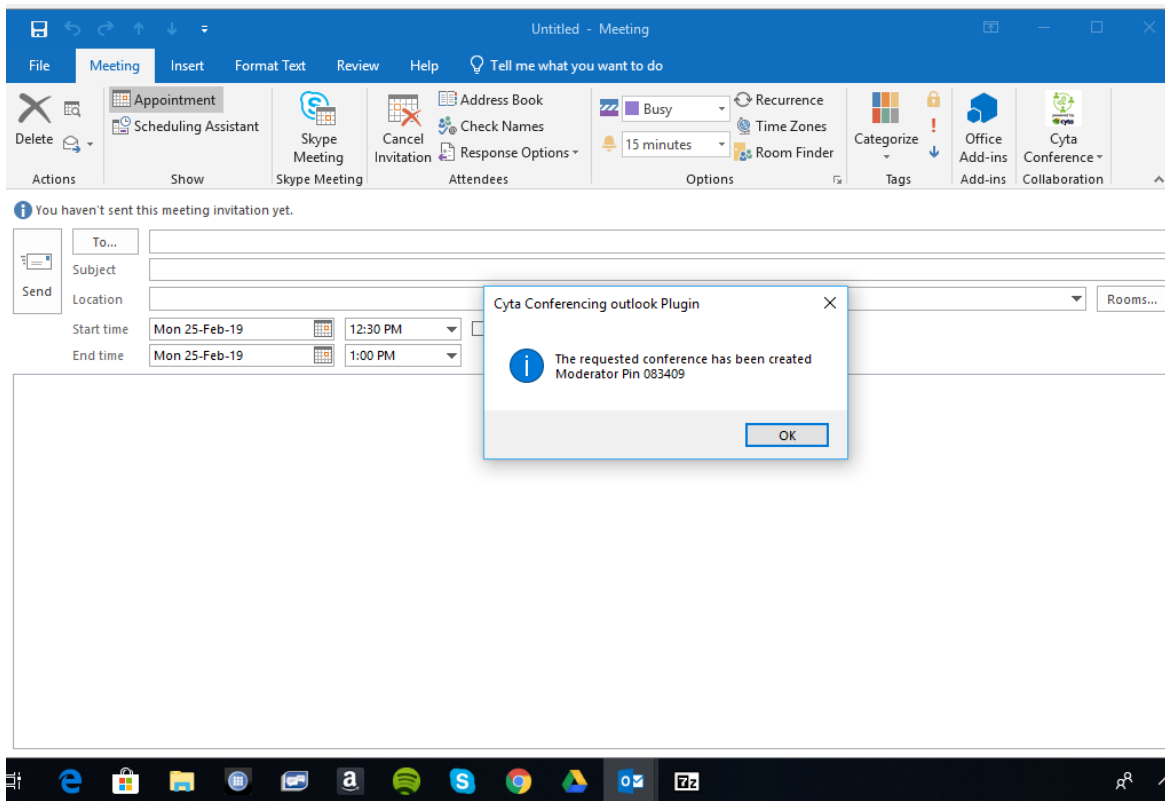 Untitled - Meeting
File Meeting Insert Format Text Review Help Tell me what you want to do
Delete
Actions
Appointment
Scheduling Assistant
Show
Skype
Meeting
Skype Meeting
Cancel
Invitation
Address Book
Check Names
Response Options
Attendees
Busy
15 minutes
Recurrence
Time Zones
Room Finder
Options
Categorize
Tags
Office
Add-ins
Add-ins
Cyta
Conference
Collaboration
You haven't sent this meeting invitation yet.
Send
To...
Subject
Location
Rooms...
Start time Mon 25-Feb-19 12:30 PM
End time Mon 25-Feb-19 1:00 PM
Cyta Conferencing outlook Plugin
The requested conference has been created
Moderator Pin 083409
OK